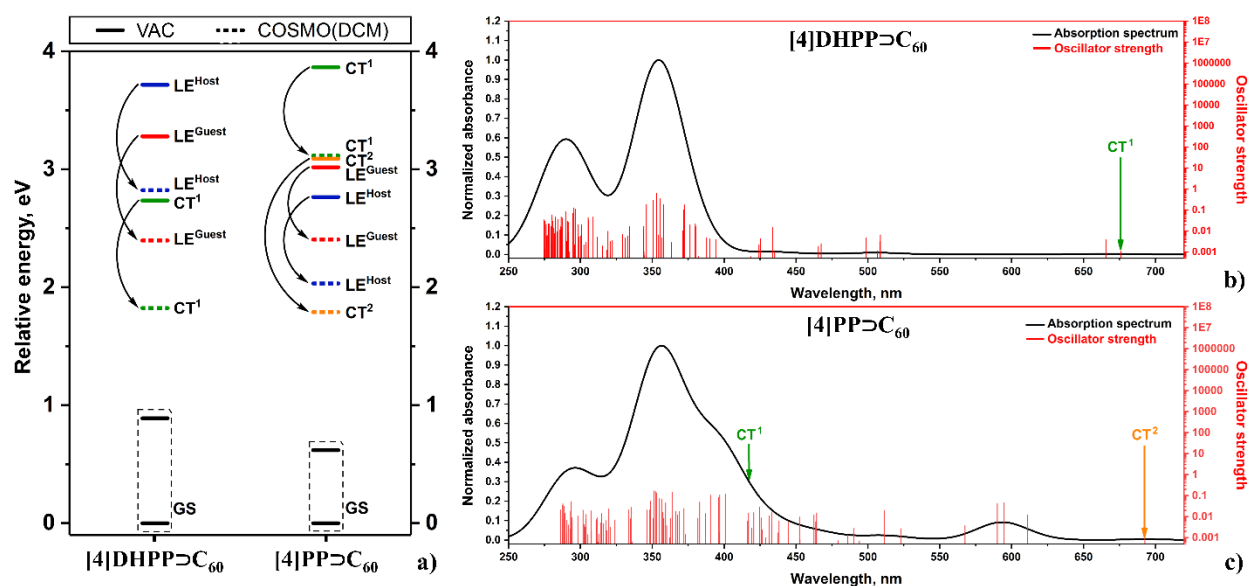 VAC COSMO(DCM)
Relative energy, eV
4
3
2
1
0
LE^Host
LE^Guest
LE^Host
CT^1
LE^Guest
CT^1
GS
CT^1
CT^1
CT^2
LE^Guest
LE^Host
LE^Guest
LE^Host
CT^2
GS
4
3
2
1
0
[4]DHPP⊃C60 [4]PP⊃C60
a)
[4]DHPP⊃C60
Absorption spectrum
Oscillator strength
Normalized absorbance
1.2
1.1
1.0
0.9
0.8
0.7
0.6
0.5
0.4
0.3
0.2
0.1
0.0
CT^1
1E8
1E7
1000000
100000
10000
1000
100
10
1
0.1
0.01
0.001
Oscillator strength
250 300 350 400 450 500 550 600 650 700
Wavelength, nm
b)
[4]PP⊃C60
Absorption spectrum
Oscillator strength
Normalized absorbance
1.2
1.1
1.0
0.9
0.8
0.7
0.6
0.5
0.4
0.3
0.2
0.1
0.0
CT^1
CT^2
1E8
1E7
1000000
100000
10000
1000
100
10
1
0.1
0.01
0.001
Oscillator strength
250 300 350 400 450 500 550 600 650 700
Wavelength, nm
c)